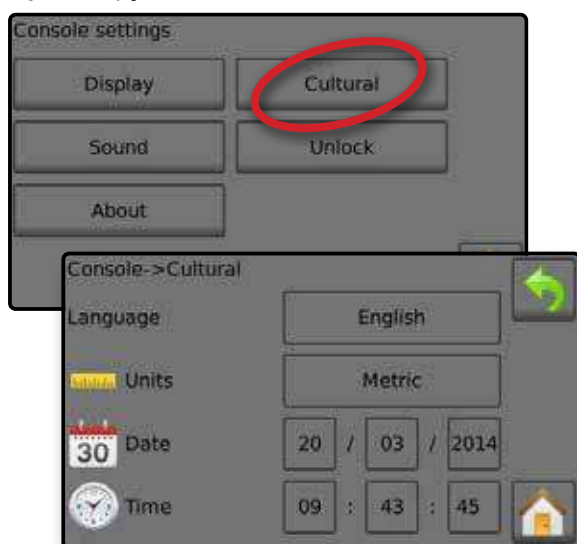 Console settings
Display Cultural
Sound Unlock
About
Console->Cultural
Language English
Units Metric
30 Date 20 / 03 / 2014
Time 09 : 43 : 45